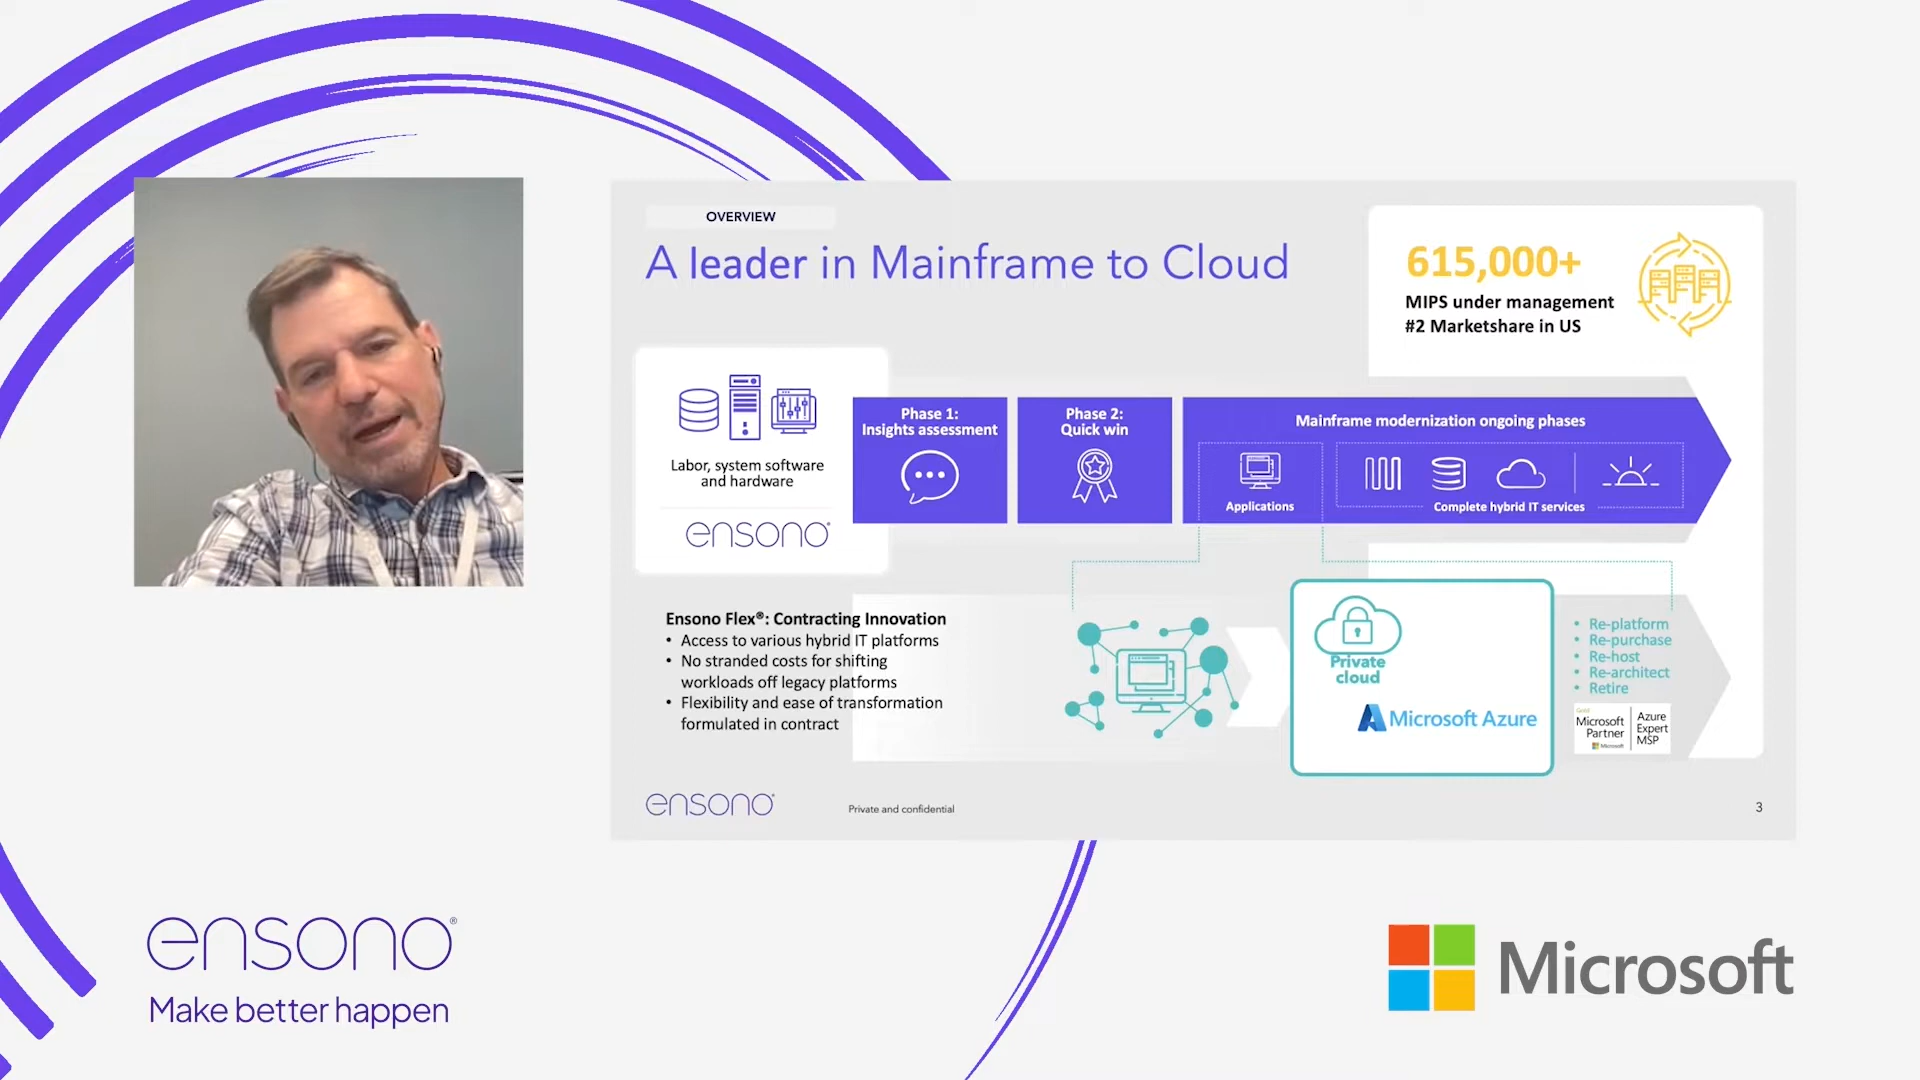 OVERVIEW
A leader in Mainframe to Cloud
615,000+
MIPS under management
#2 Marketshare in US
Labor, system software
and hardware
ensono®
Phase 1:
Insights assessment
Phase 2:
Quick win
Mainframe modernization ongoing phases
Applications
Complete hybrid IT services
Ensono Flex®: Contracting Innovation
• Access to various hybrid IT platforms
• No stranded costs for shifting
workloads off legacy platforms
• Flexibility and ease of transformation
formulated in contract
Private
cloud
Microsoft Azure
• Re-platform
• Re-purchase
• Re-host
• Re-architect
• Retire
Gold
Microsoft
Partner
Microsoft
Azure
Expert
MSP
ensono®
Private and confidential
3
ensono®
Make better happen
Microsoft